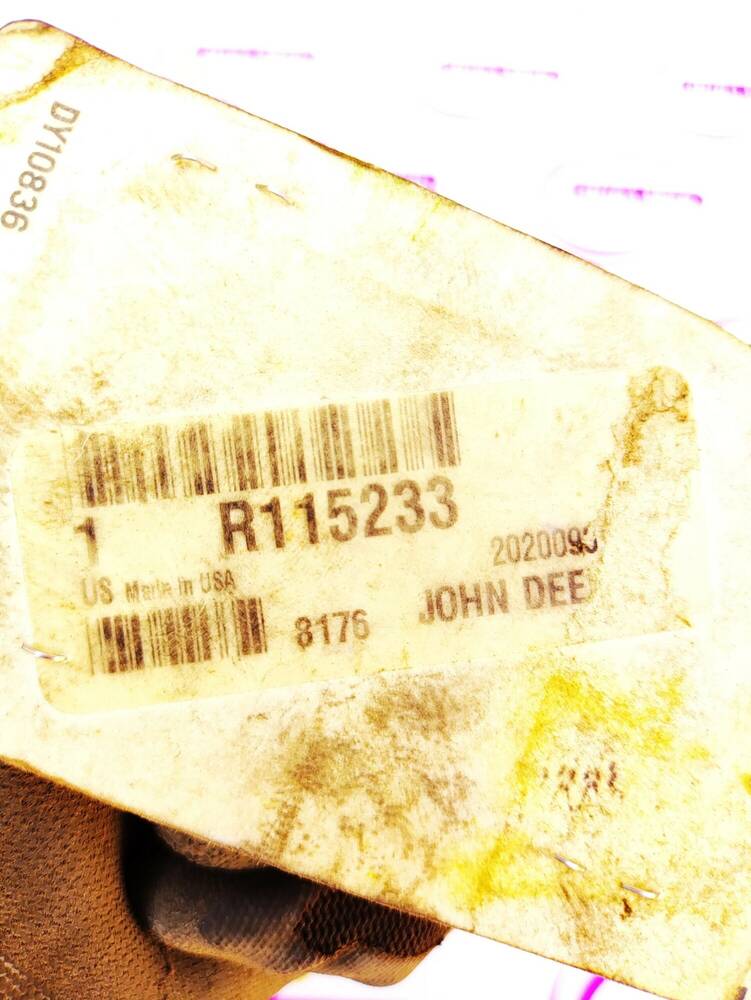 DY10836
1 R115233
2020093
US Made in USA
8176 JOHN DEE